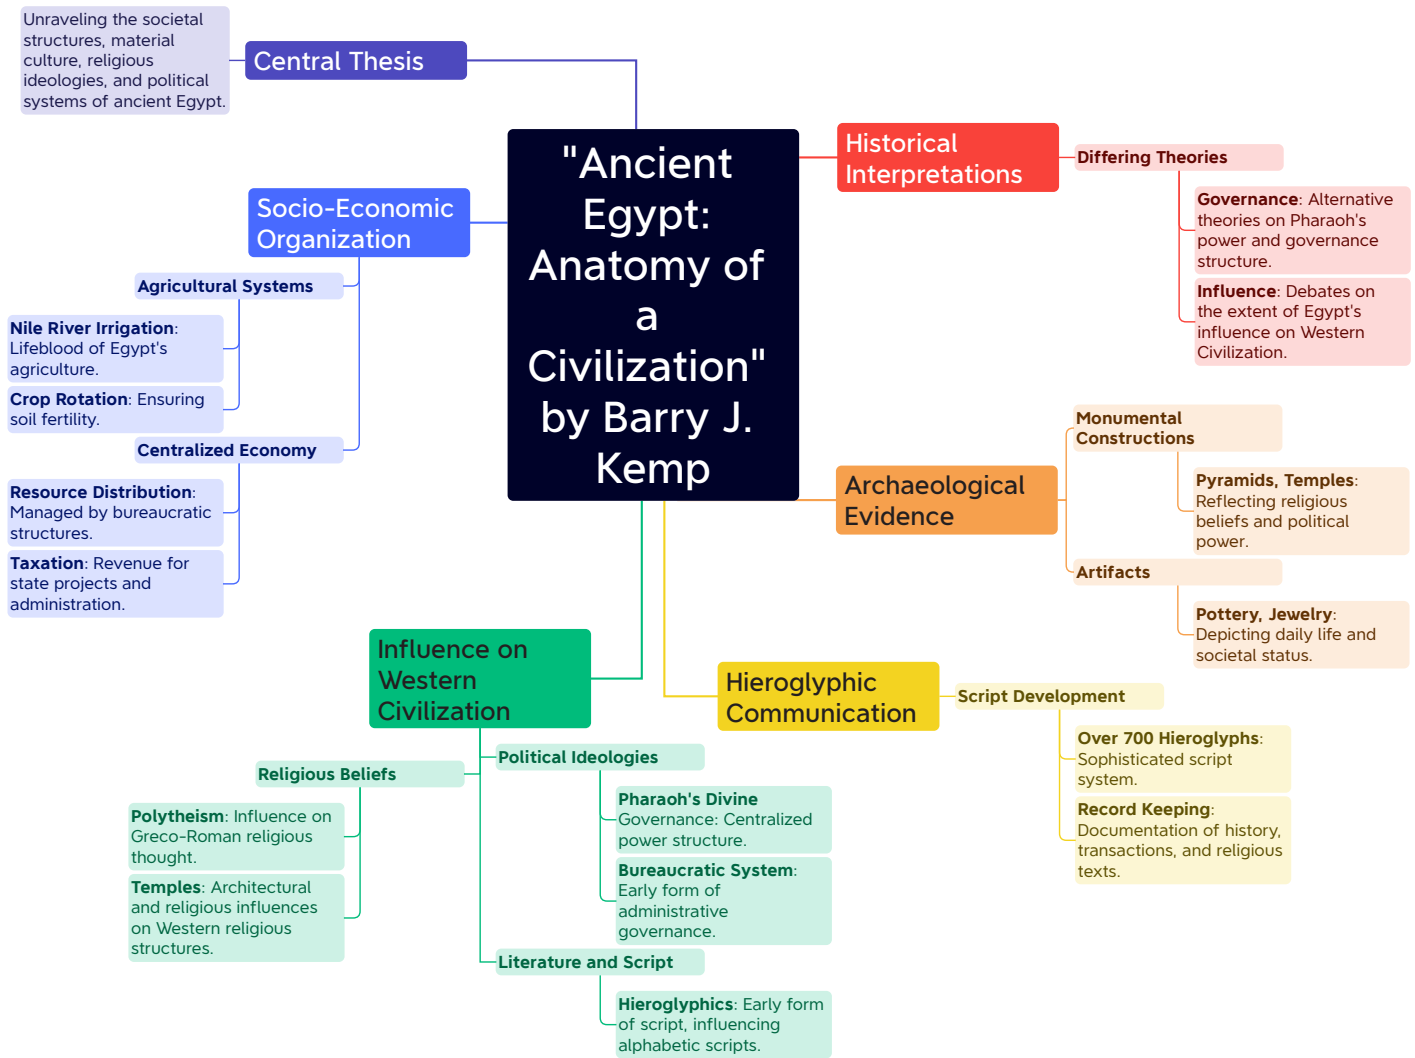 Unraveling the societal
structures, material
culture, religious
ideologies, and political
systems of ancient Egypt.
Central Thesis
"Ancient
Egypt:
Anatomy of
a
Civilization"
by Barry J.
Kemp
Socio-Economic
Organization
Agricultural Systems
Nile River Irrigation:
Lifeblood of Egypt's
agriculture.
Crop Rotation: Ensuring
soil fertility.
Centralized Economy
Resource Distribution:
Managed by bureaucratic
structures.
Taxation: Revenue for
state projects and
administration.
Historical
Interpretations
Differing Theories
Governance: Alternative
theories on Pharaoh's
power and governance
structure.
Influence: Debates on
the extent of Egypt's
influence on Western
Civilization.
Archaeological
Evidence
Monumental
Constructions
Pyramids, Temples:
Reflecting religious
beliefs and political
power.
Artifacts
Pottery, Jewelry:
Depicting daily life and
societal status.
Hieroglyphic
Communication
Script Development
Over 700 Hieroglyphs:
Sophisticated script
system.
Record Keeping:
Documentation of history,
transactions, and religious
texts.
Influence on
Western
Civilization
Religious Beliefs
Polytheism: Influence on
Greco-Roman religious
thought.
Temples: Architectural
and religious influences
on Western religious
structures.
Political Ideologies
Pharaoh's Divine
Governance: Centralized
power structure.
Bureaucratic System:
Early form of
administrative
governance.
Literature and Script
Hieroglyphics: Early form
of script, influencing
alphabetic scripts.